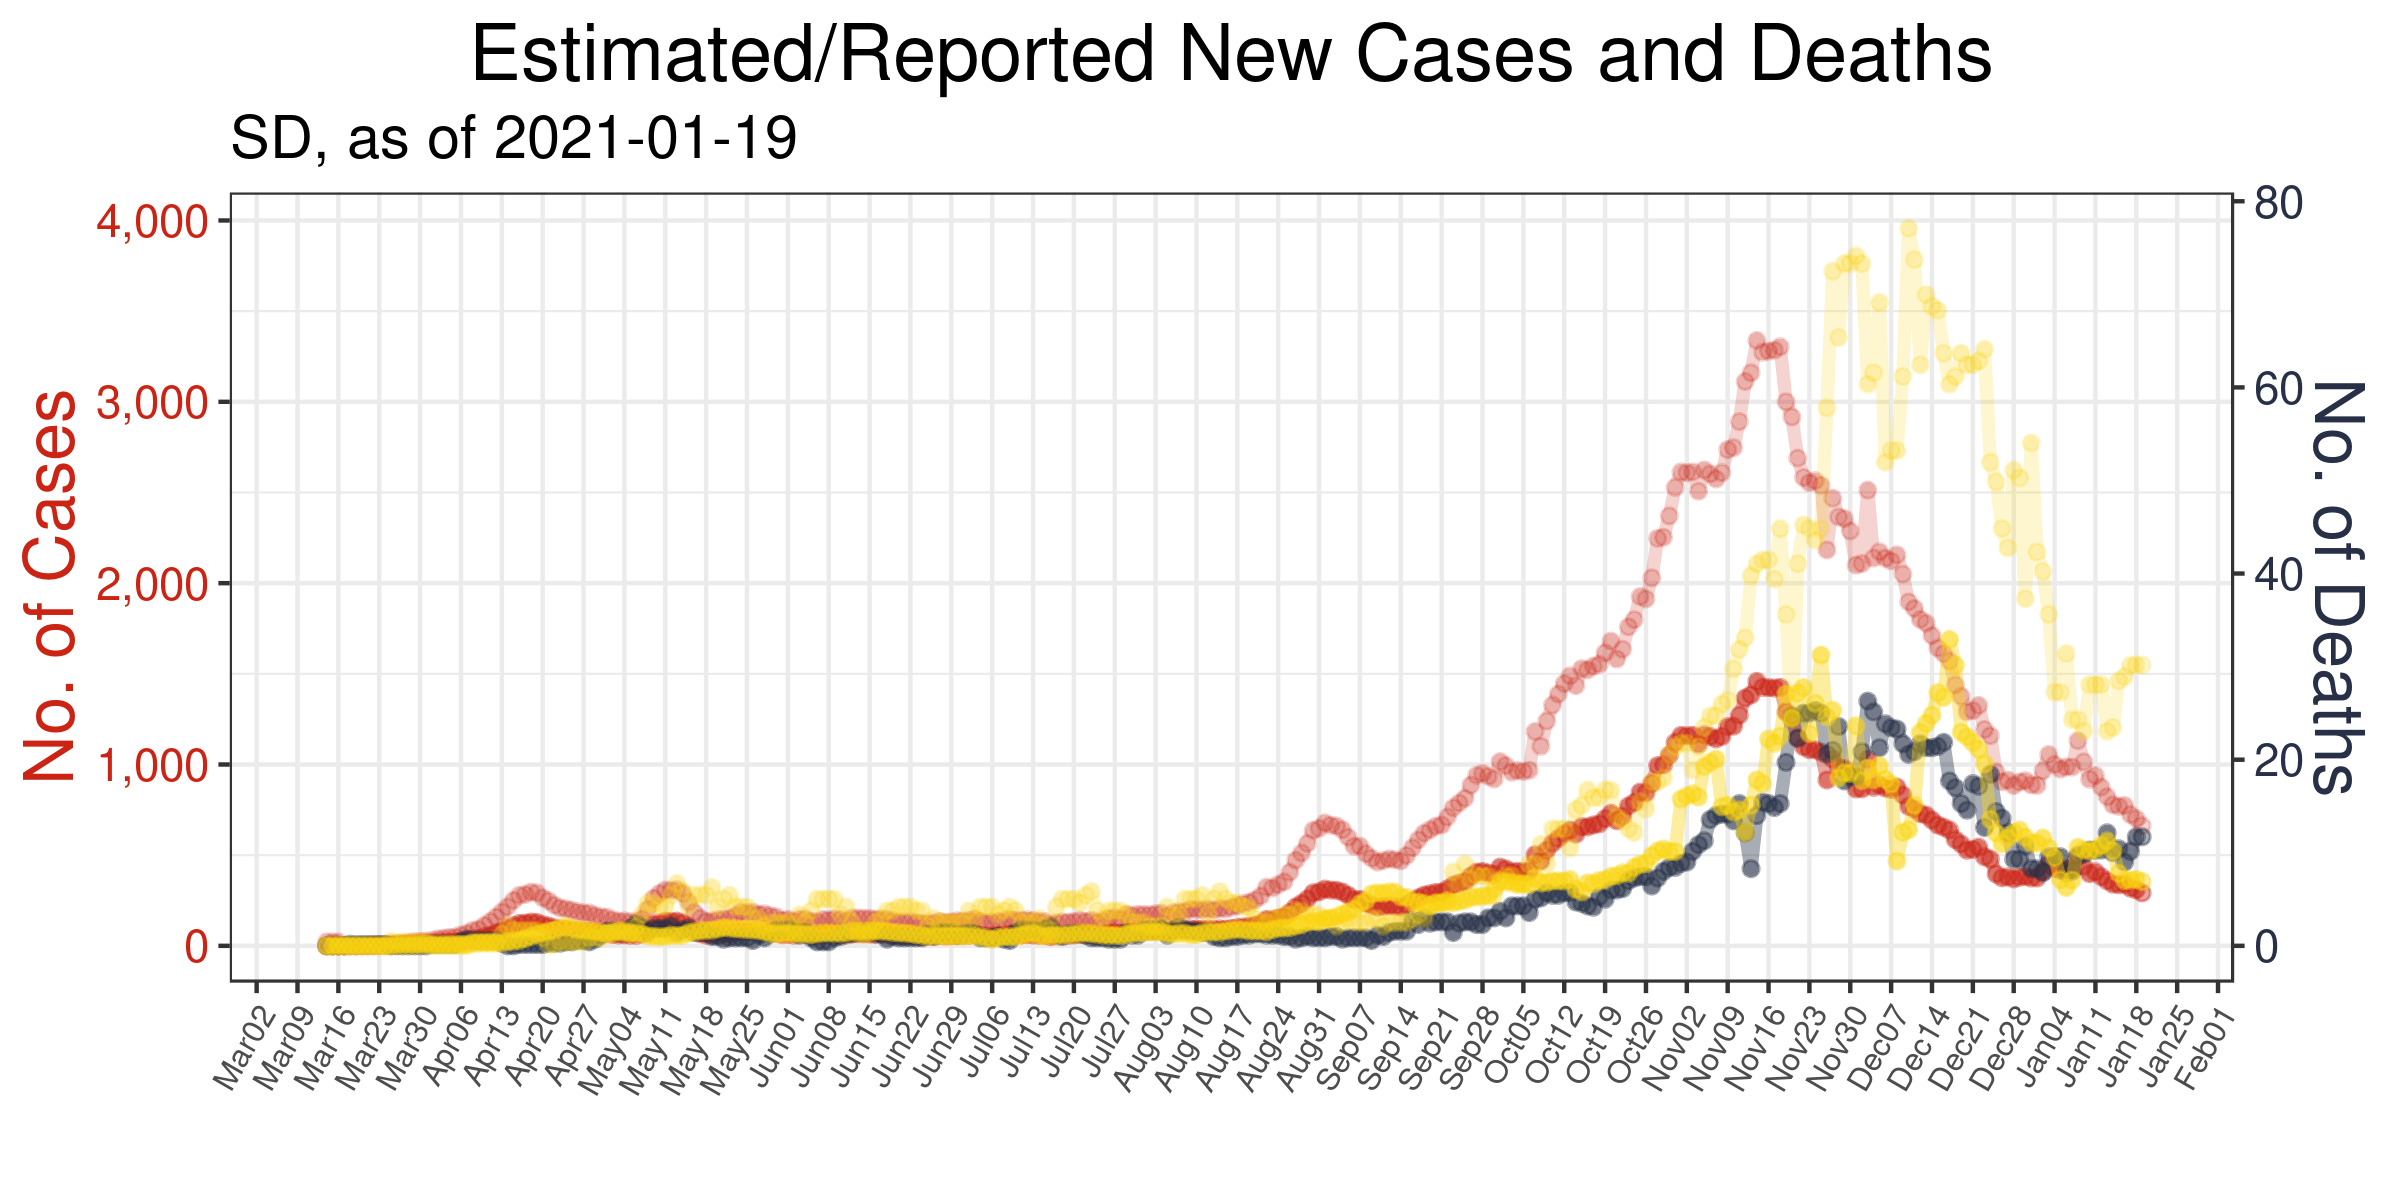 Estimated/Reported New Cases and Deaths
SD, as of 2021-01-19
No. of Cases
4,000
3,000
2,000
1,000
0
80
60
40
20
0
No. of Deaths
Mar02
Mar09
Mar16
Mar23
Mar30
Apr06
Apr13
Apr20
Apr27
May04
May11
May18
May25
Jun01
Jun08
Jun15
Jun22
Jun29
Jul06
Jul13
Jul20
Jul27
Aug03
Aug10
Aug17
Aug24
Aug31
Sep07
Sep14
Sep21
Sep28
Oct05
Oct12
Oct19
Oct26
Nov02
Nov09
Nov16
Nov23
Nov30
Dec07
Dec14
Dec21
Dec28
Jan04
Jan11
Jan18
Jan25
Feb01